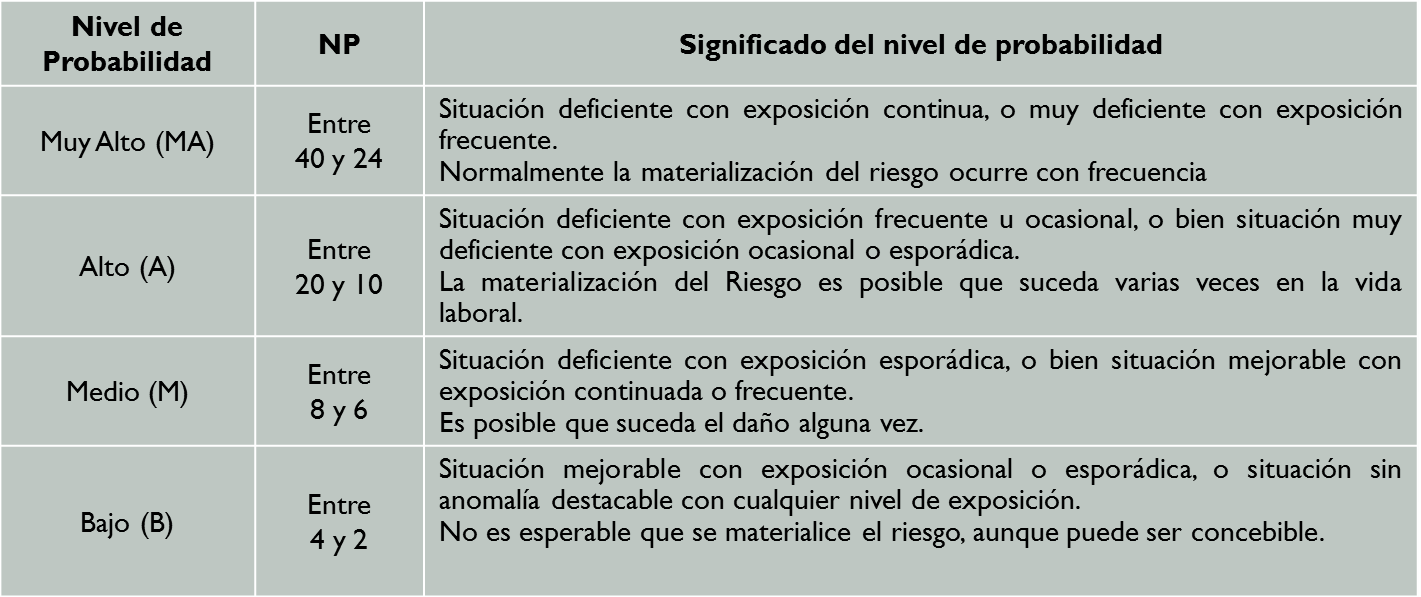 Nivel de
Probabilidad
NP
Significado del nivel de probabilidad
Muy Alto (MA)
Entre
40 y 24
Situación deficiente con exposición continua, o muy deficiente con exposición
frecuente.
Normalmente la materialización del riesgo ocurre con frecuencia
Alto (A)
Entre
20 y 10
Situación deficiente con exposición frecuente u ocasional, o bien situación muy
deficiente con exposición ocasional o esporádica.
La materialización del Riesgo es posible que suceda varias veces en la vida
laboral.
Medio (M)
Entre
8 y 6
Situación deficiente con exposición esporádica, o bien situación mejorable con
exposición continuada o frecuente.
Es posible que suceda el daño alguna vez.
Bajo (B)
Entre
4 y 2
Situación mejorable con exposición ocasional o esporádica, o situación sin
anomalía destacable con cualquier nivel de exposición.
No es esperable que se materialice el riesgo, aunque puede ser concebible.